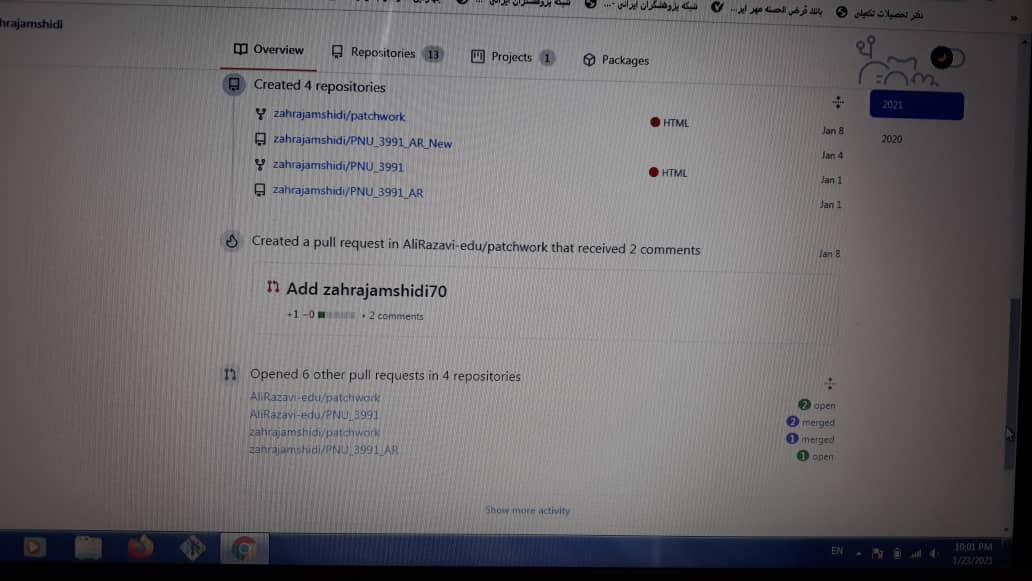 دفتر تحصیلات تکمیلی
بانک قرض الحسنه مهر ایر...
شبکه پژوهشگران ایرانی -...
شبکه پژوهشگران ایرانی ...
»
hrajamshidi
Overview
Repositories 13
Projects 1
Packages
Created 4 repositories
zahrajamshidi/patchwork
HTML
Jan 8
zahrajamshidi/PNU_3991_AR_New
Jan 4
zahrajamshidi/PNU_3991
HTML
Jan 1
zahrajamshidi/PNU_3991_AR
Jan 1
2021
2020
Created a pull request in AliRazavi-edu/patchwork that received 2 comments
Jan 8
Add zahrajamshidi70
+1 −0 • 2 comments
Opened 6 other pull requests in 4 repositories
AliRazavi-edu/patchwork
2 open
AliRazavi-edu/PNU_3991
2 merged
zahrajamshidi/patchwork
1 merged
zahrajamshidi/PNU_3991_AR
1 open
Show more activity
EN
10:01 PM
1/23/2021